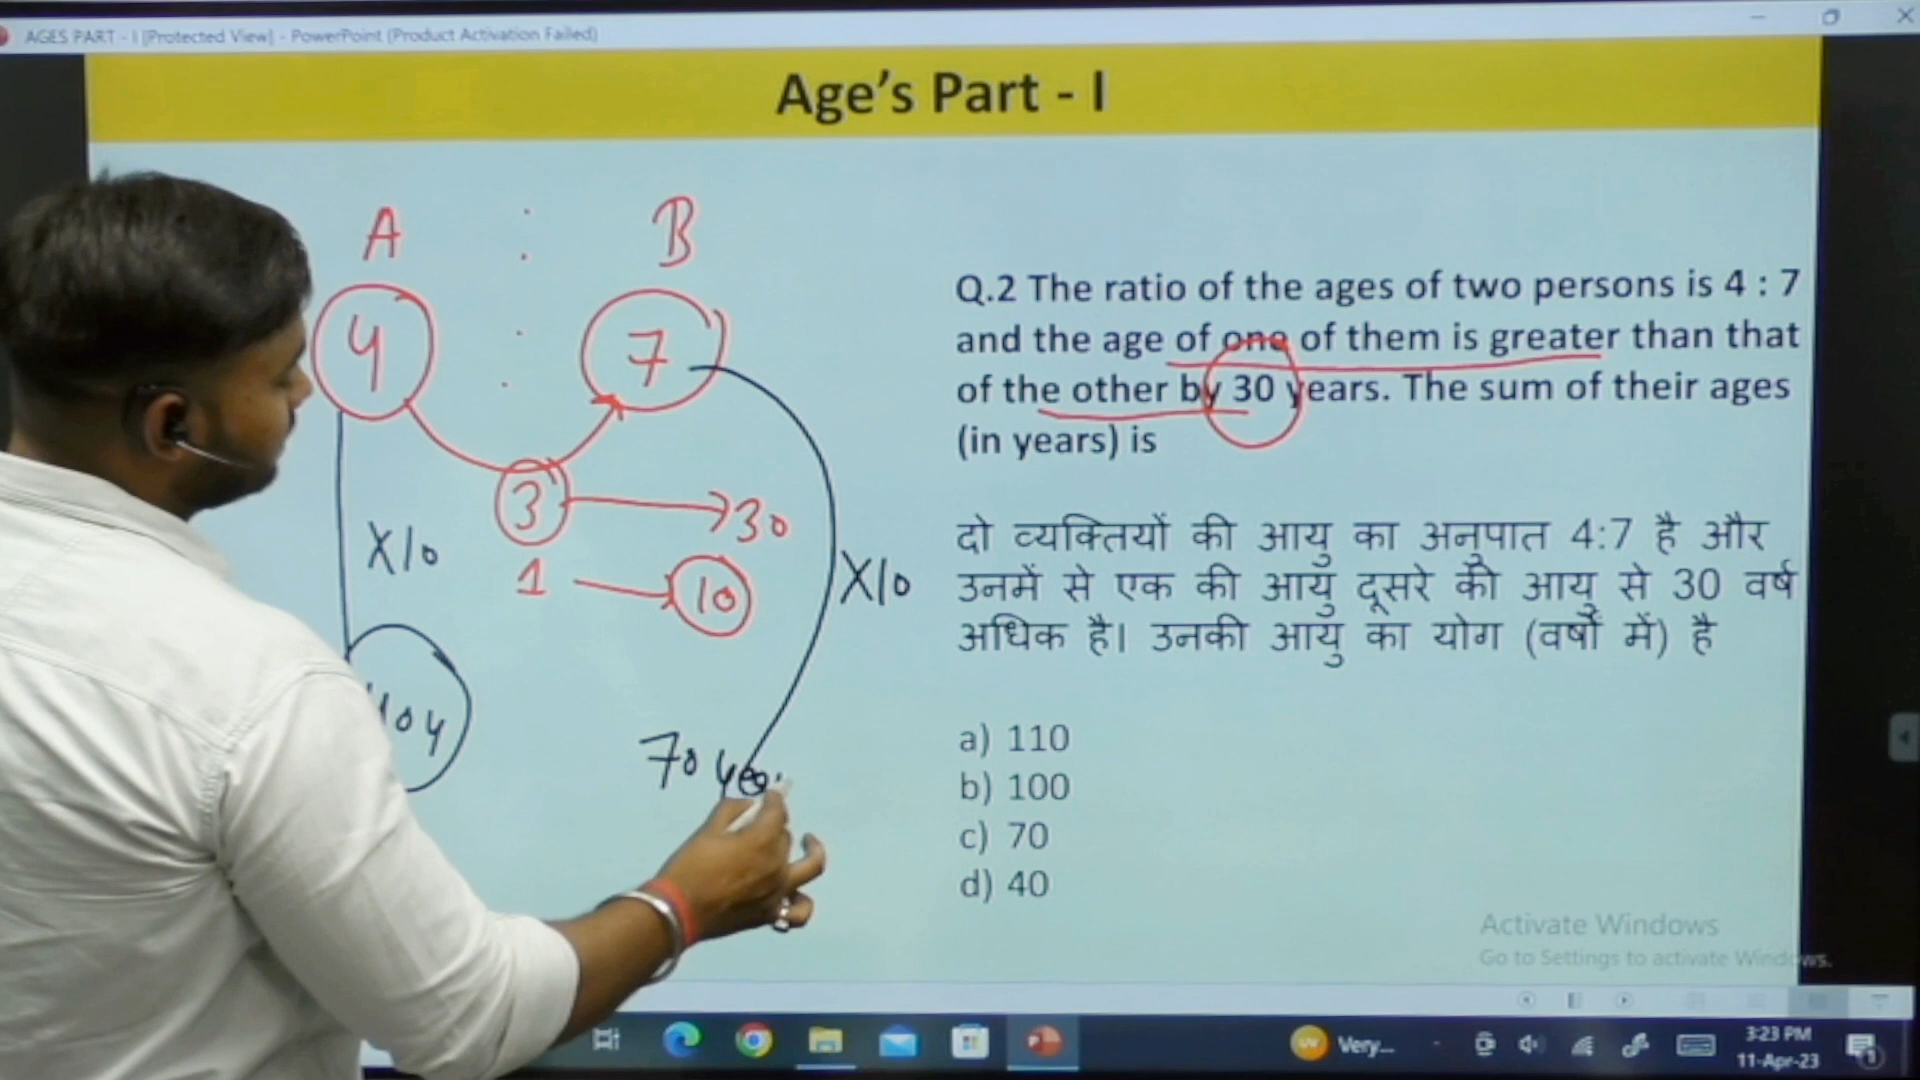 AGES PART - I [Protected View] - PowerPoint (Product Activation Failed)
Age's Part - I
A : B
4 : 7
3 → 30
1 → 10
X10
X10
70
Q.2 The ratio of the ages of two persons is 4 : 7
and the age of one of them is greater than that
of the other by 30 years. The sum of their ages
(in years) is
दो व्यक्तियों की आयु का अनुपात 4:7 है और
उनमें से एक की आयु दूसरे की आयु से 30 वर्ष
अधिक है। उनकी आयु का योग (वर्षों में) है
a) 110
b) 100
c) 70
d) 40
Activate Windows
Go to Settings to activate Windows.
Very...
3:23 PM
11-Apr-23